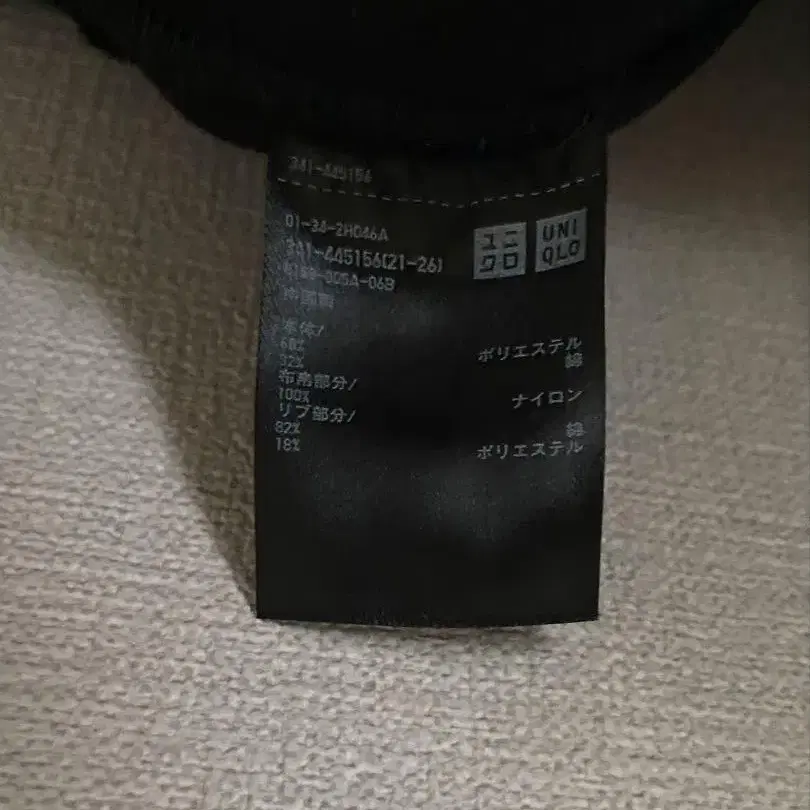 341-445156
01-34-2H046A
341-445156(21-26)
ユニ
クロ
UNI
QLO
中国製
本体/
68% ポリエステル
32% 綿
布帛部分/
100% ナイロン
リブ部分/
82% 綿
18% ポリエステル